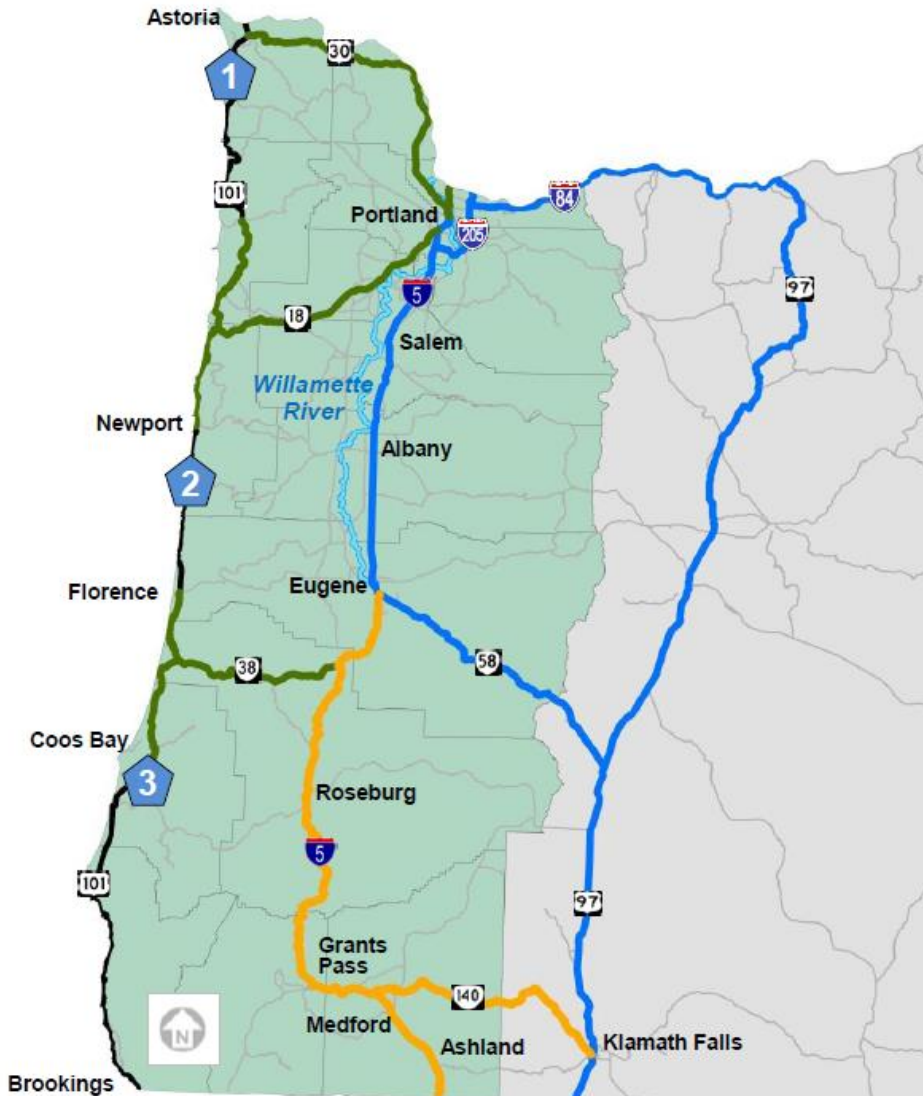 Astoria
30
1
84
101
Portland
205
97
5
18
Salem
Willamette
River
Newport
Albany
2
Eugene
Florence
58
38
Coos Bay
3
Roseburg
5
101
97
Grants
Pass
140
Medford
Ashland
Klamath Falls
N
Brookings